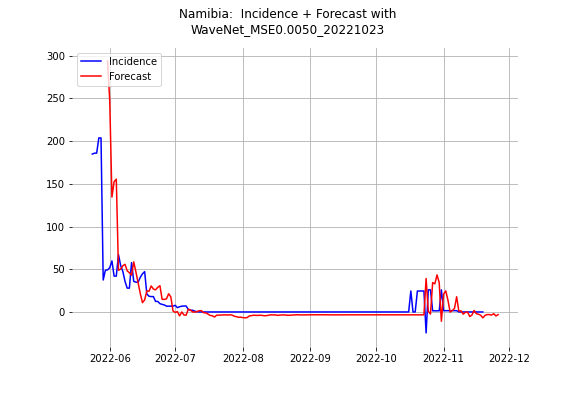 Namibia:  Incidence + Forecast with
WaveNet_MSE0.0050_20221023
Incidence
Forecast
300
250
200
150
100
50
0
2022-06 2022-07 2022-08 2022-09 2022-10 2022-11 2022-12